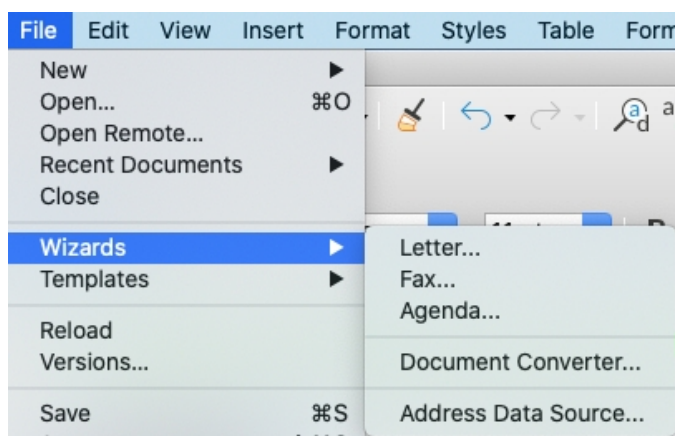 File Edit View Insert Format Styles Table Form
New
Open... ⌘O
Open Remote...
Recent Documents
Close
Wizards
Templates
Reload
Versions...
Save ⌘S
Letter...
Fax...
Agenda...
Document Converter...
Address Data Source...